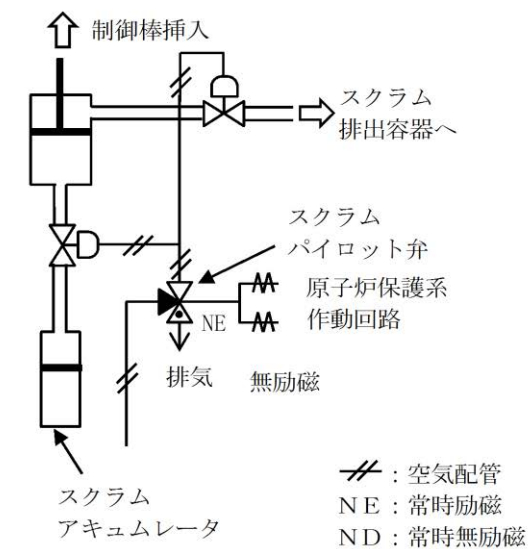 制御棒挿入
スクラム
排出容器へ
スクラム
パイロット弁
原子炉保護系
作動回路
NE
排気
無励磁
スクラム
アキュムレータ
：空気配管
ＮＥ：常時励磁
ＮＤ：常時無励磁